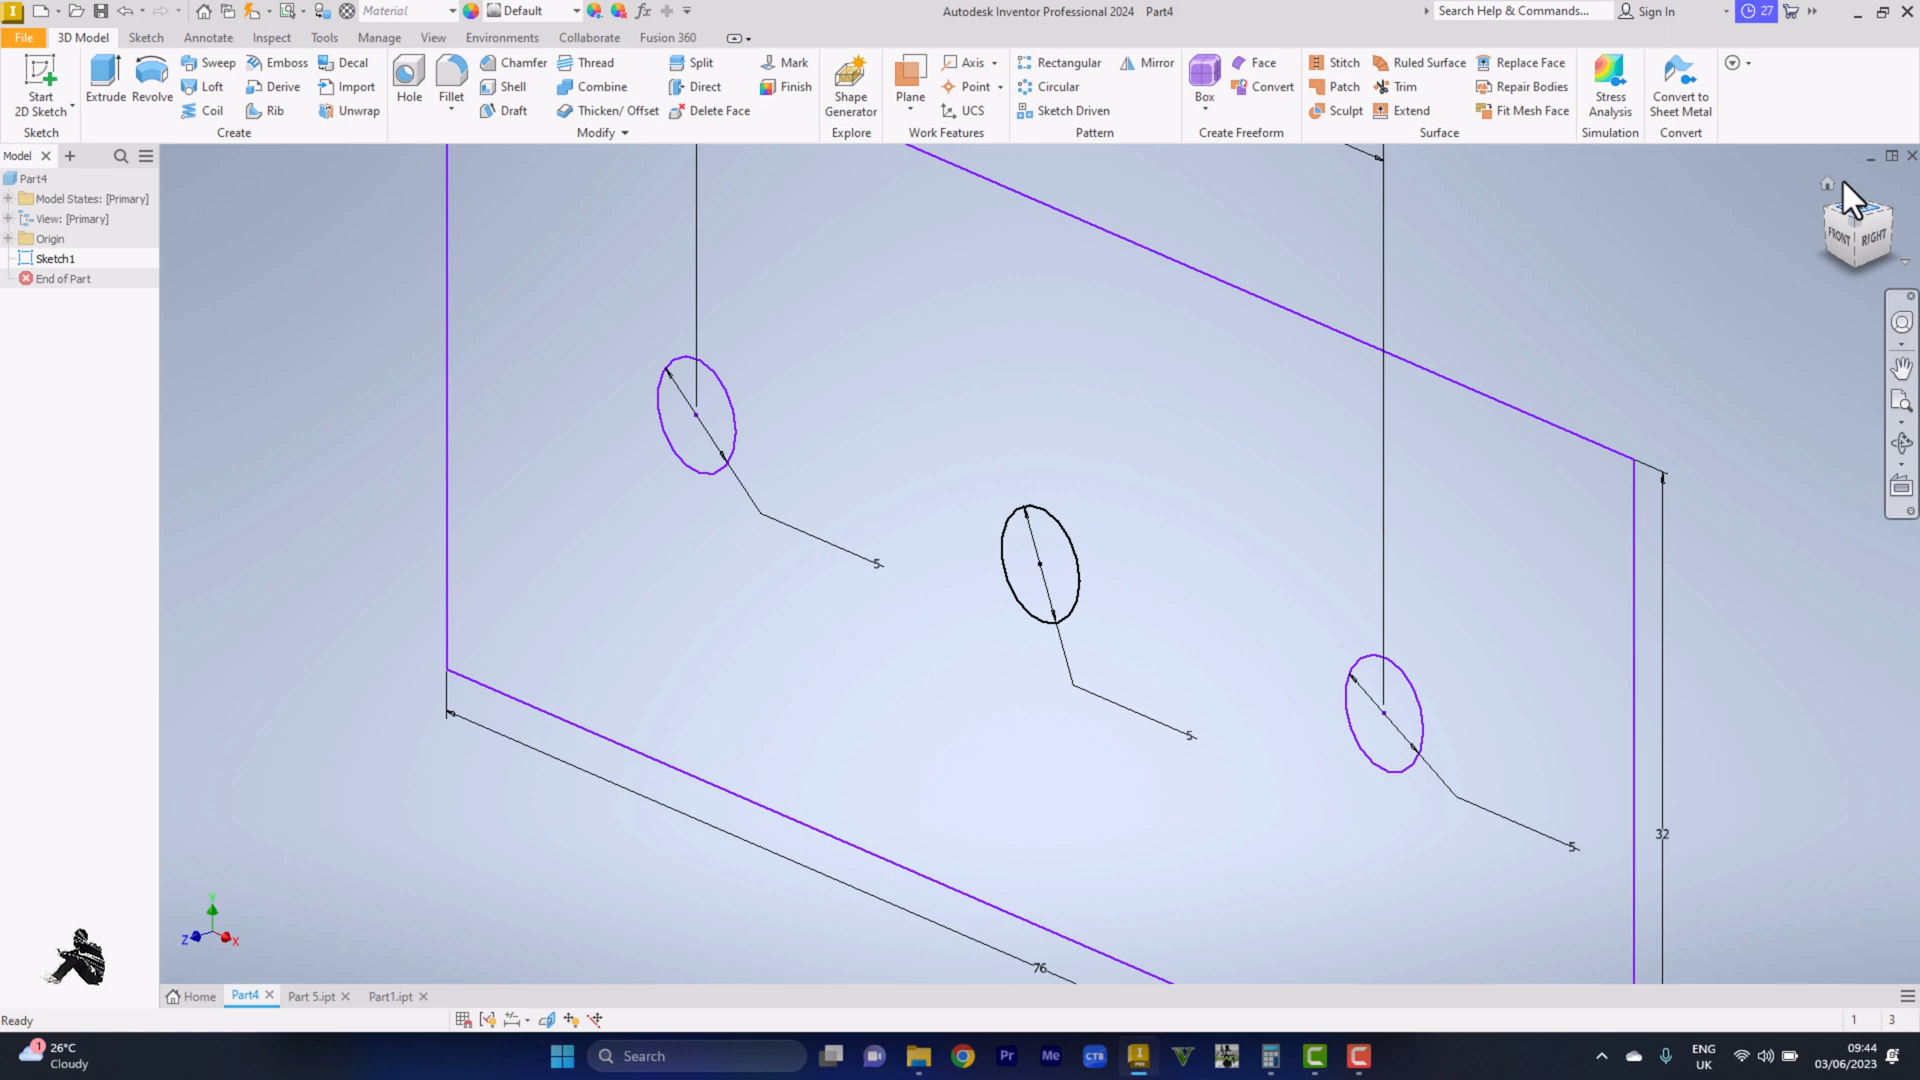 Material
Default
fx
Autodesk Inventor Professional 2024 Part4
Search Help & Commands...
Sign In
27
File
3D Model
Sketch
Annotate
Inspect
Tools
Manage
View
Environments
Collaborate
Fusion 360
Start
2D Sketch
Extrude
Revolve
Sweep
Emboss
Decal
Loft
Derive
Import
Coil
Rib
Unwrap
Hole
Fillet
Chamfer
Thread
Split
Mark
Shell
Combine
Direct
Finish
Draft
Thicken/ Offset
Delete Face
Shape
Generator
Plane
Axis
Point
UCS
Rectangular
Mirror
Circular
Sketch Driven
Box
Face
Convert
Stitch
Ruled Surface
Replace Face
Patch
Trim
Repair Bodies
Sculpt
Extend
Fit Mesh Face
Stress
Analysis
Convert to
Sheet Metal
Sketch
Create
Modify
Explore
Work Features
Pattern
Create Freeform
Surface
Simulation
Convert
Model
Part4
Model States: [Primary]
View: [Primary]
Origin
Sketch1
End of Part
FRONT
RIGHT
5
5
5
32
76
Y
Z
X
Home
Part4
Part 5.ipt
Part1.ipt
Ready
1
3
1
26°C
Cloudy
Search
Pr
Me
CTB
I
PRO
V
C
C
ENG
UK
09:44
03/06/2023